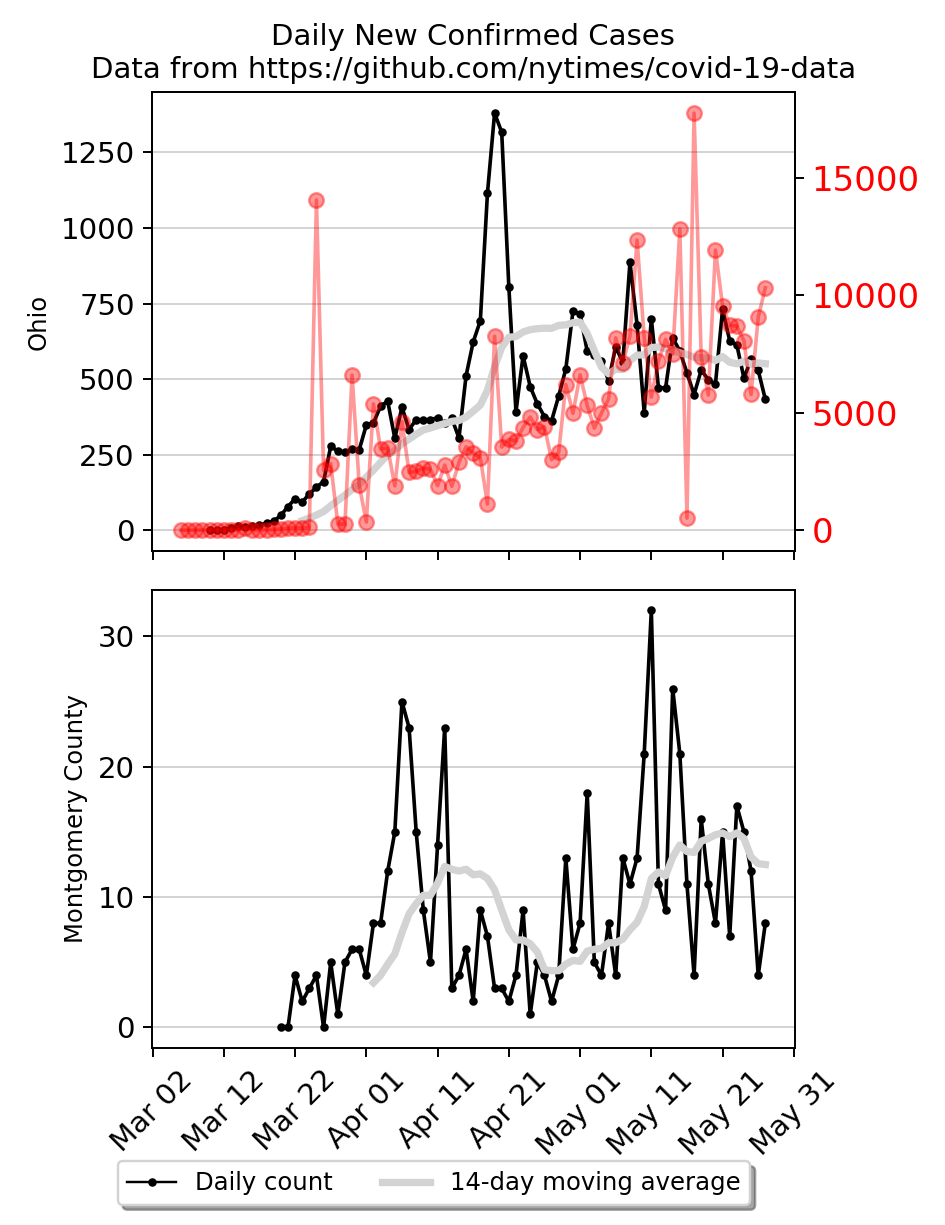 Daily New Confirmed Cases
Data from https://github.com/nytimes/covid-19-data
Ohio
1250
1000
750
500
250
0
15000
10000
5000
0
Montgomery County
30
20
10
0
Mar 02
Mar 12
Mar 22
Apr 01
Apr 11
Apr 21
May 01
May 11
May 21
May 31
Daily count
14-day moving average